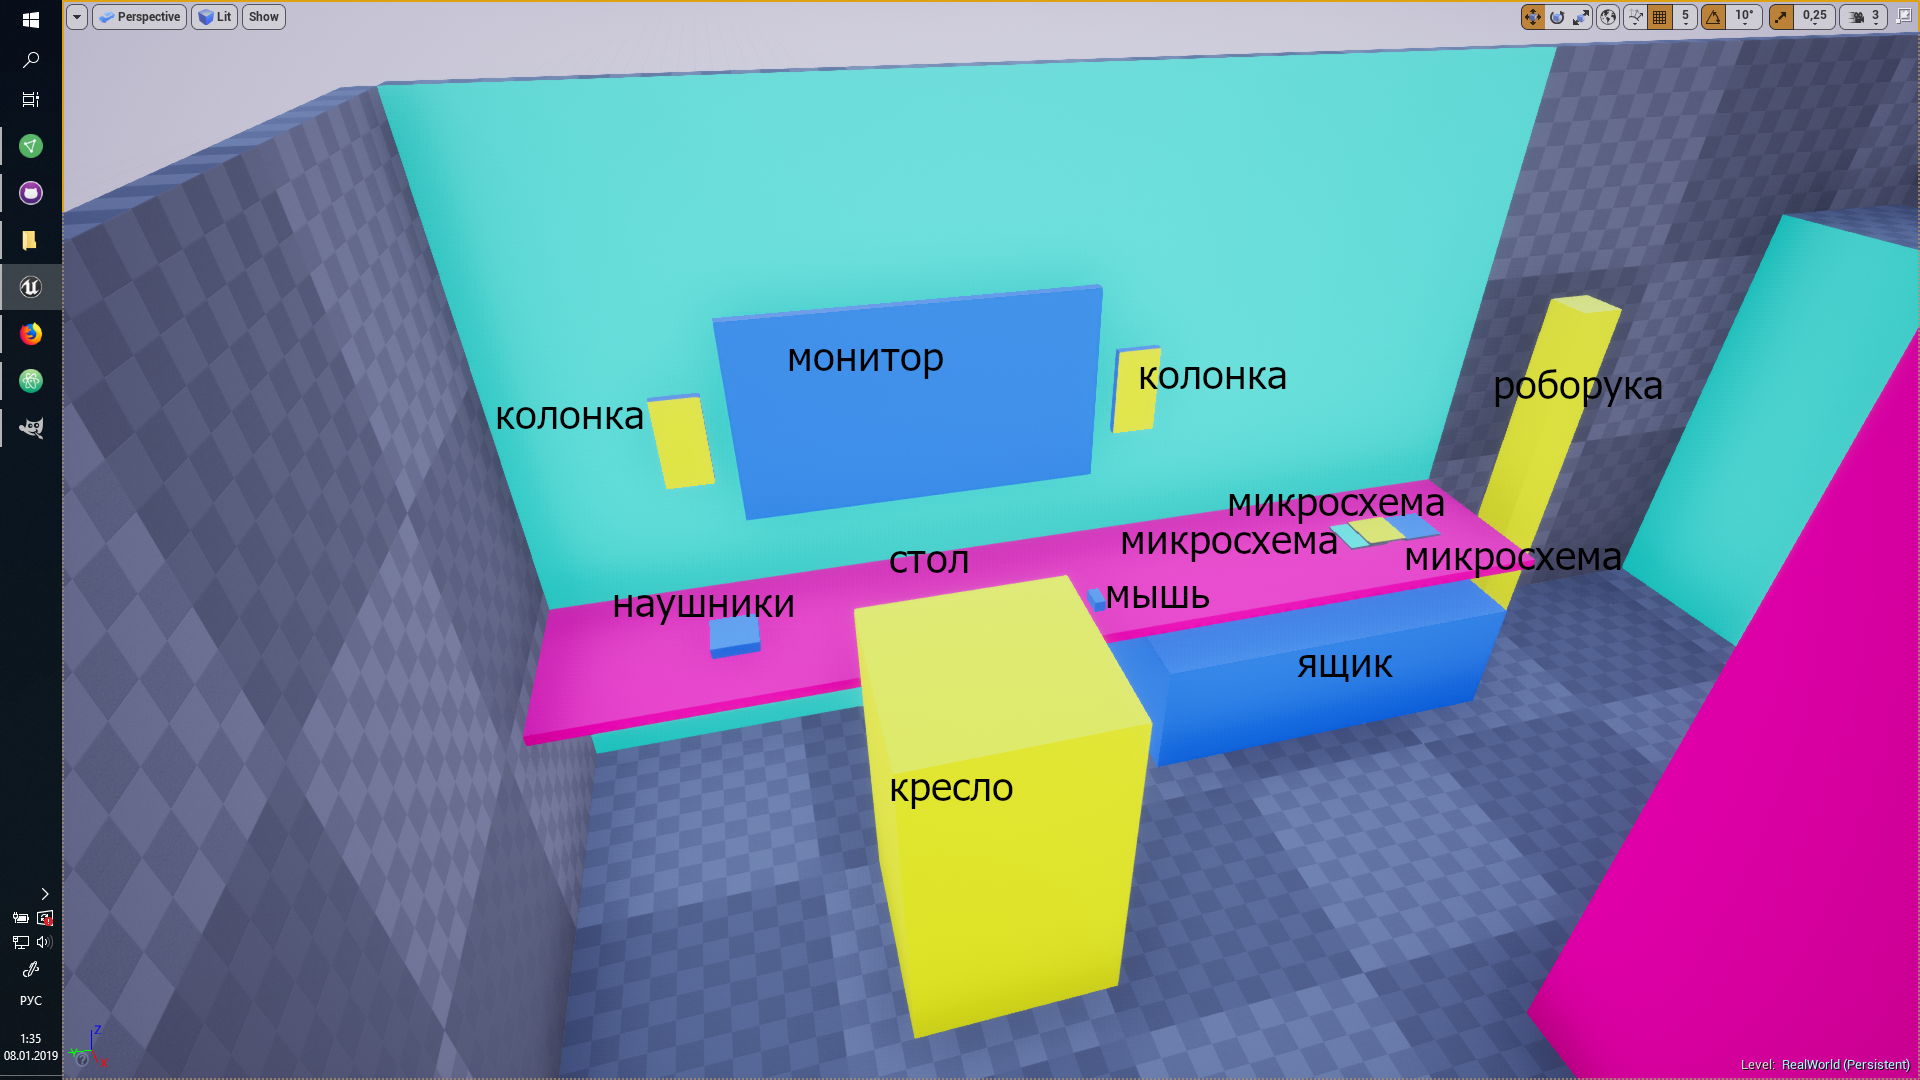 Perspective
Lit
Show
5
10°
0,25
3
монитор
колонка
роборука
колонка
микросхема
микросхема
микросхема
стол
мышь
наушники
ящик
кресло
РУС
1:35
08.01.2019
Z
Y
X
Level: RealWorld (Persistent)